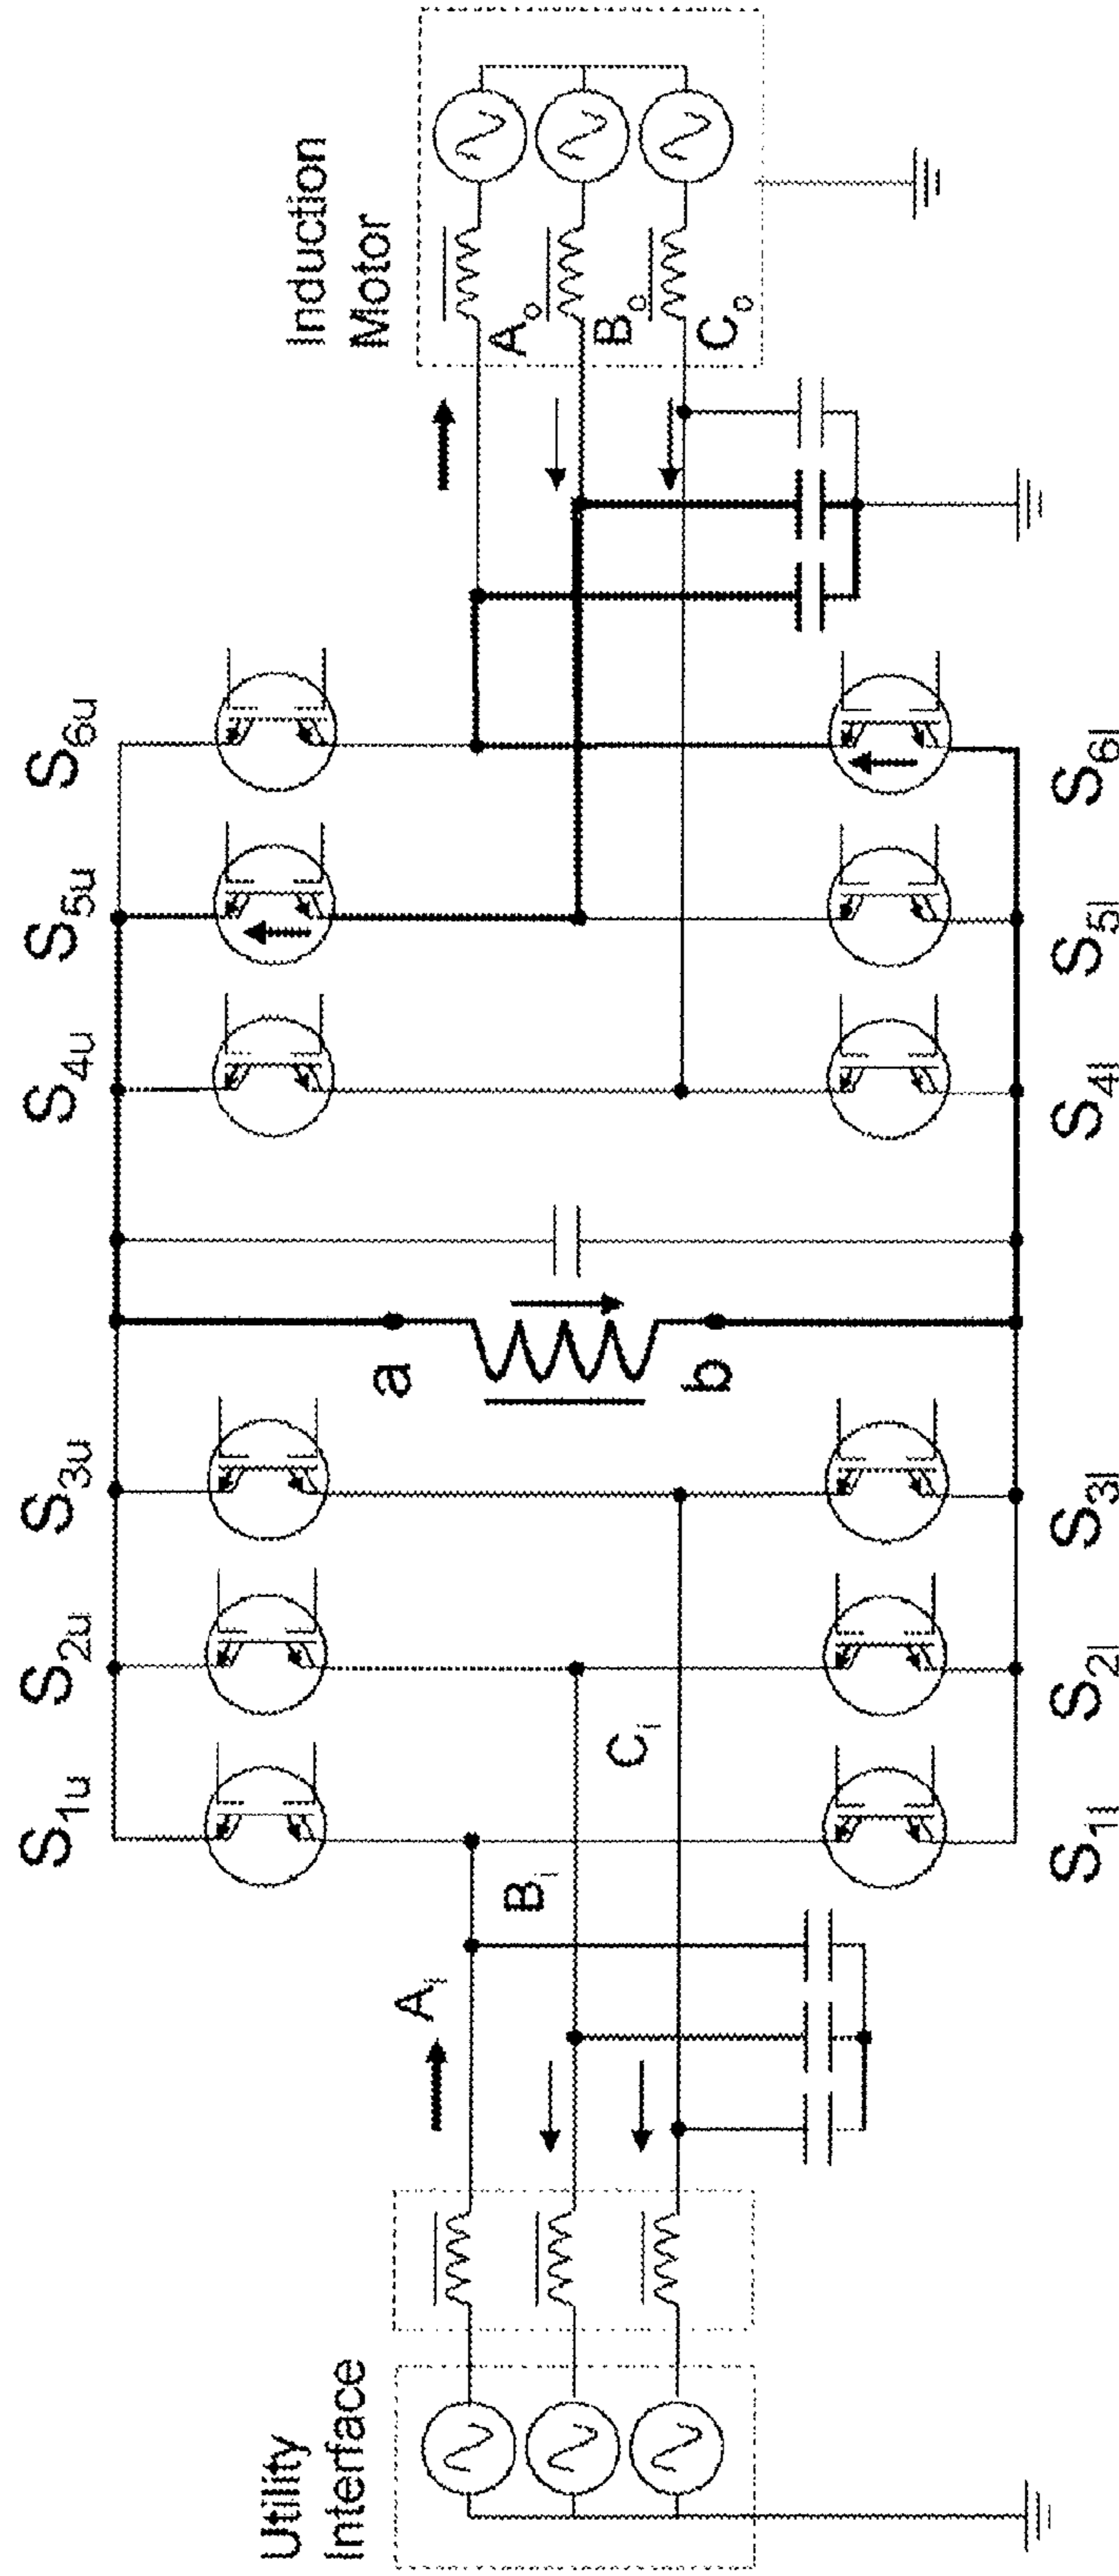 Utility
Interface
Induction
Motor
S1u
S2u
S3u
S4u
S5u
S6u
Ai
Bi
Ci
a
b
Ao
Bo
Co
S1l
S2l
S3l
S4l
S5l
S6l